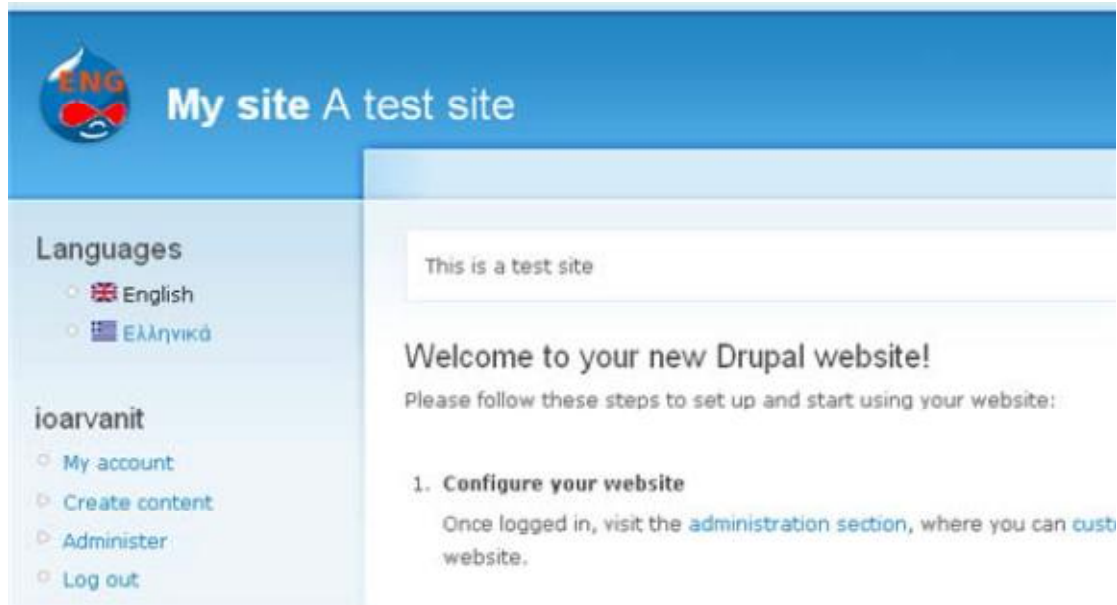 ENG
My site A test site
Languages
English
Ελληνικά
ioarvanit
My account
Create content
Administer
Log out
This is a test site
Welcome to your new Drupal website!
Please follow these steps to set up and start using your website:
1. Configure your website
Once logged in, visit the administration section, where you can
website.